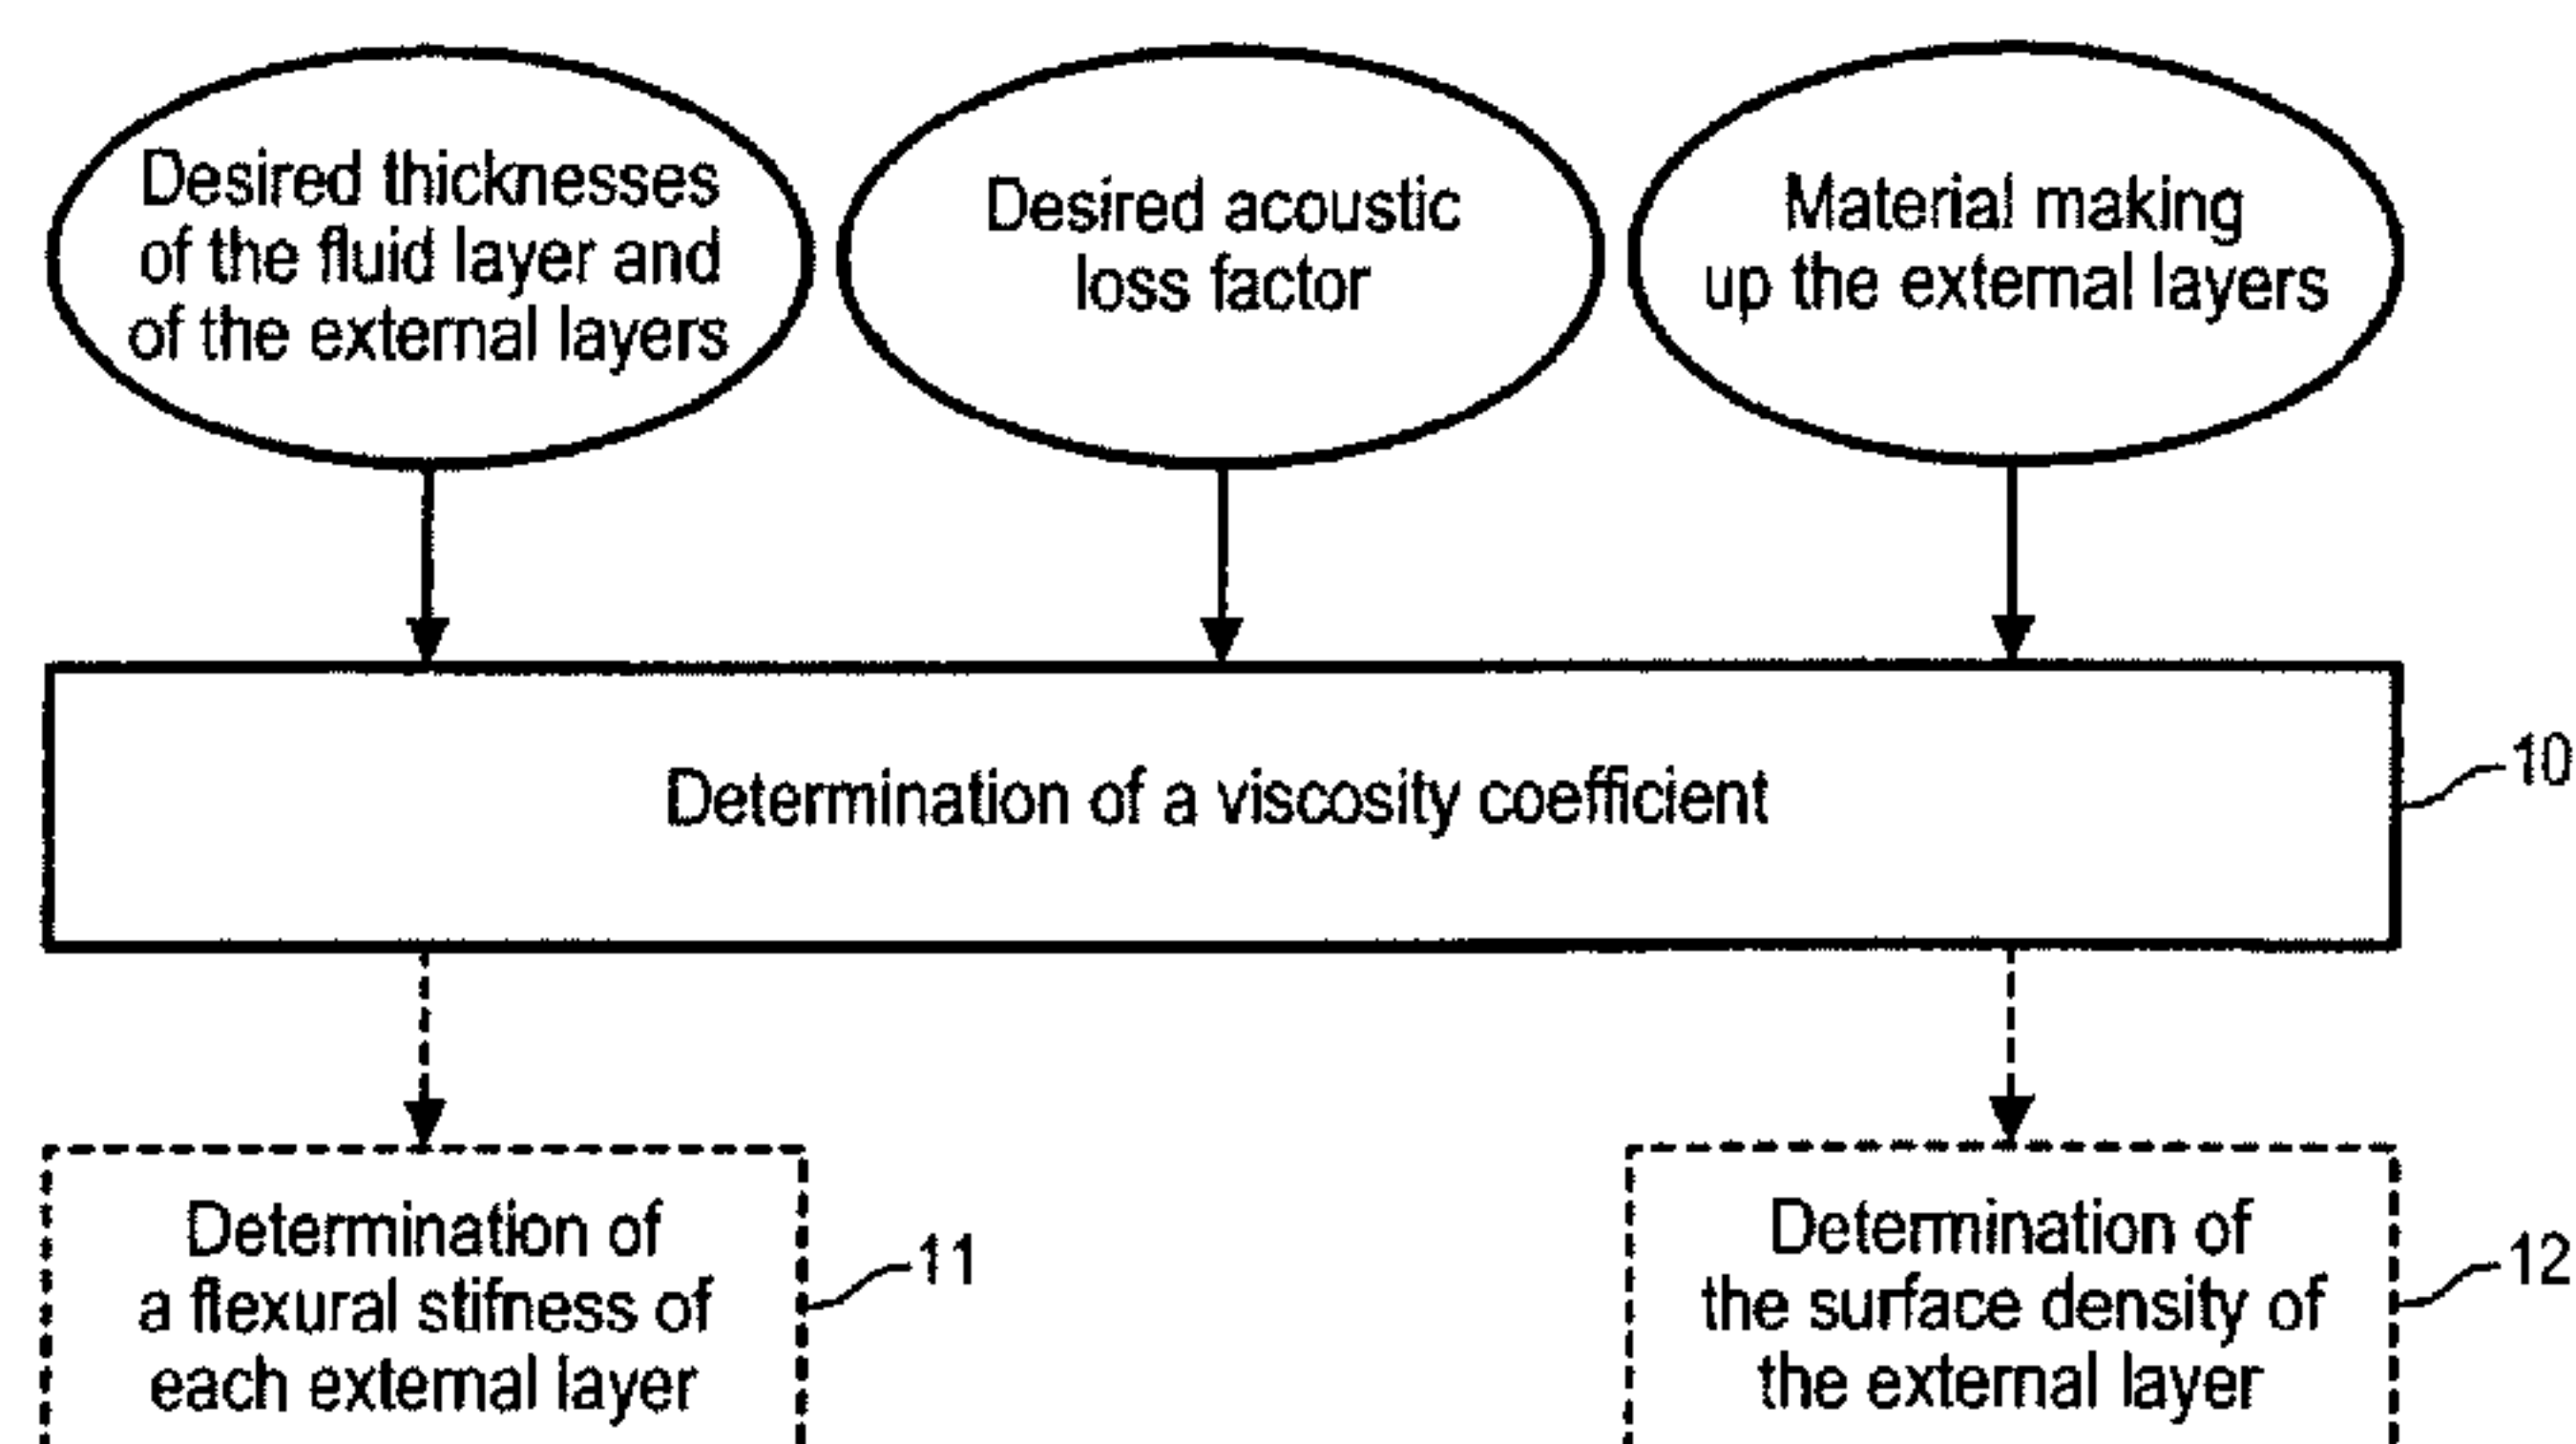 Desired thicknesses
of the fluid layer and
of the external layers
Desired acoustic
loss factor
Material making
up the external layers
Determination of a viscosity coefficient
10
Determination of
a flexural stifness of
each external layer
11
Determination of
the surface density of
the external layer
12